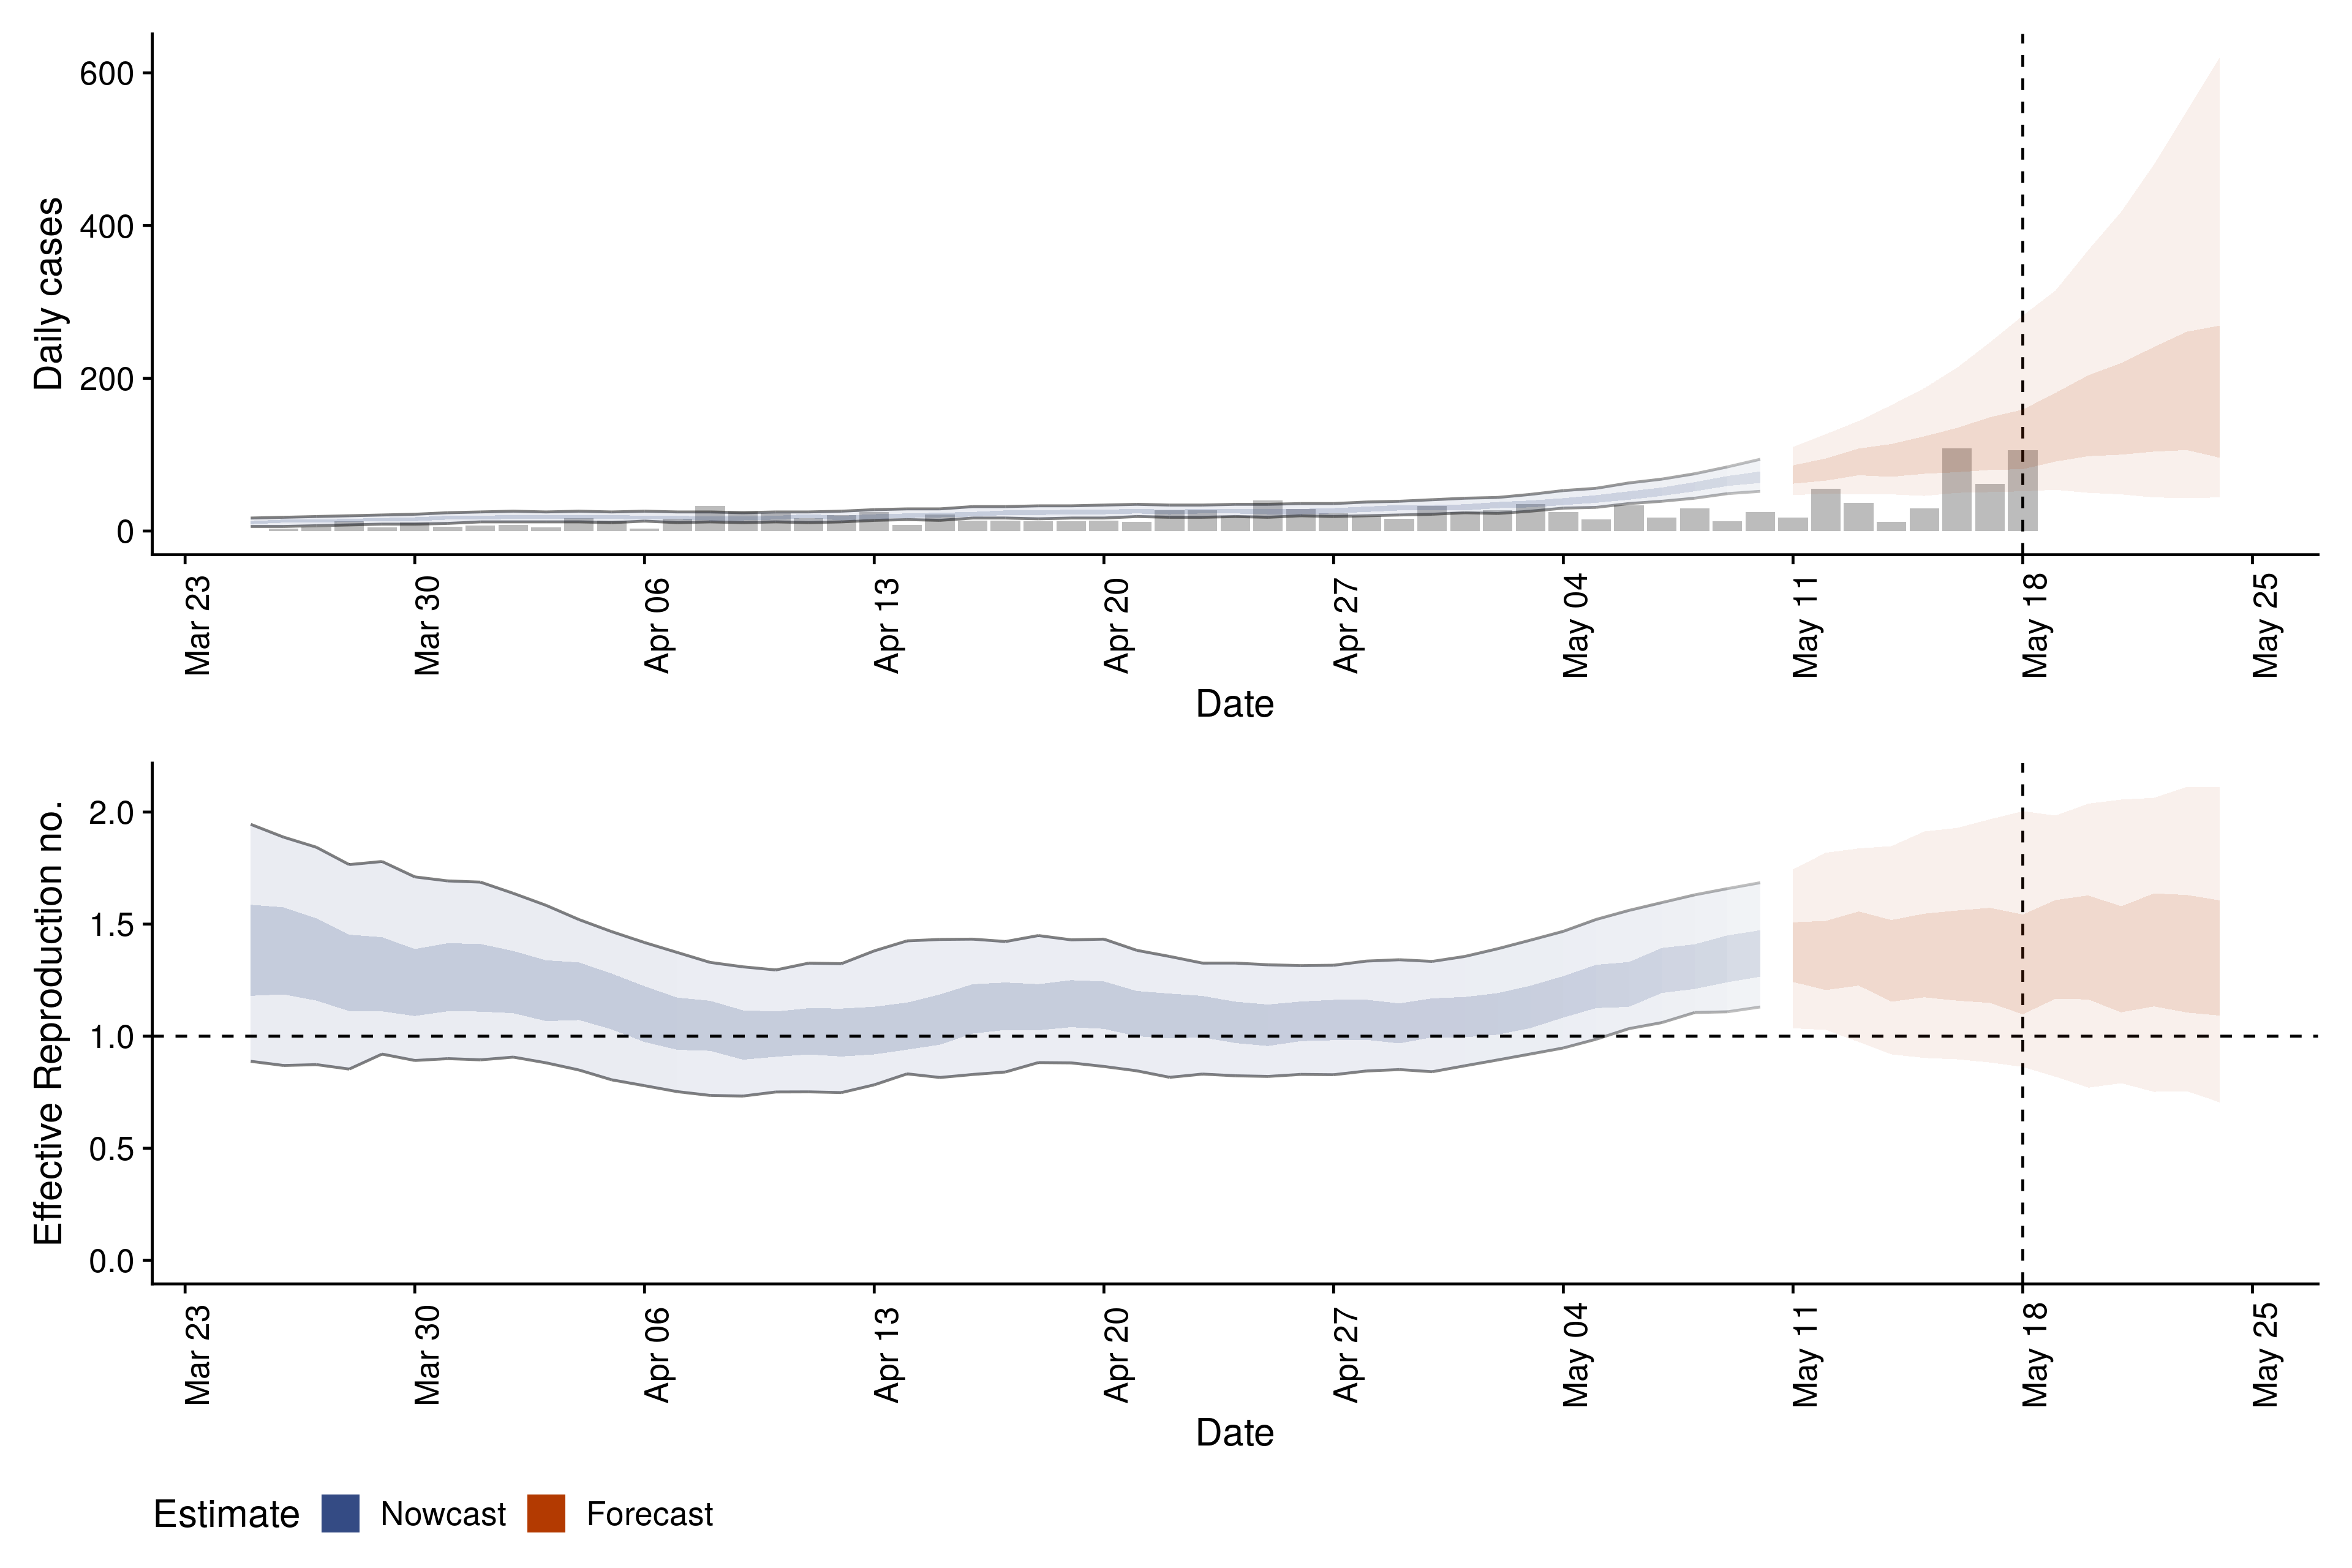 600
400
200
0
Daily cases
Mar 23
Mar 30
Apr 06
Apr 13
Apr 20
Apr 27
May 04
May 11
May 18
May 25
Date
2.0
1.5
1.0
0.5
0.0
Effective Reproduction no.
Mar 23
Mar 30
Apr 06
Apr 13
Apr 20
Apr 27
May 04
May 11
May 18
May 25
Date
Estimate Nowcast Forecast